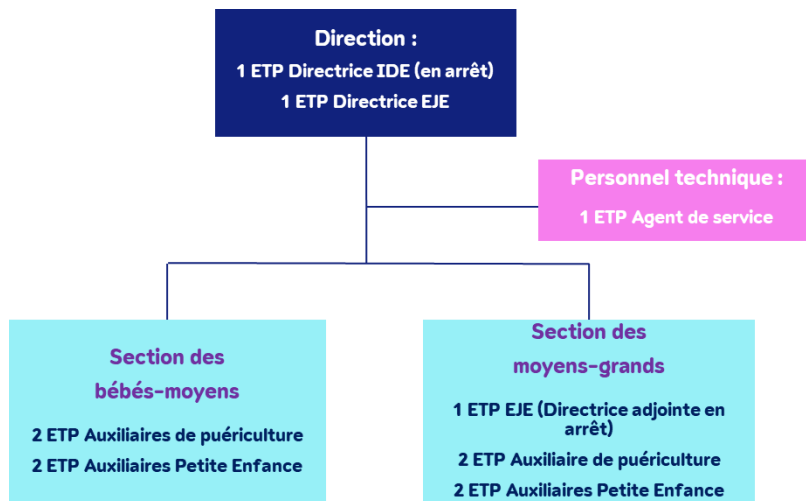 Direction :
1 ETP Directrice IDE (en arrêt)
1 ETP Directrice EJE
Personnel technique :
1 ETP Agent de service
Section des
bébés-moyens
2 ETP Auxiliaires de puériculture
2 ETP Auxiliaires Petite Enfance
Section des
moyens-grands
1 ETP EJE (Directrice adjointe en
arrêt)
2 ETP Auxiliaire de puériculture
2 ETP Auxiliaires Petite Enfance